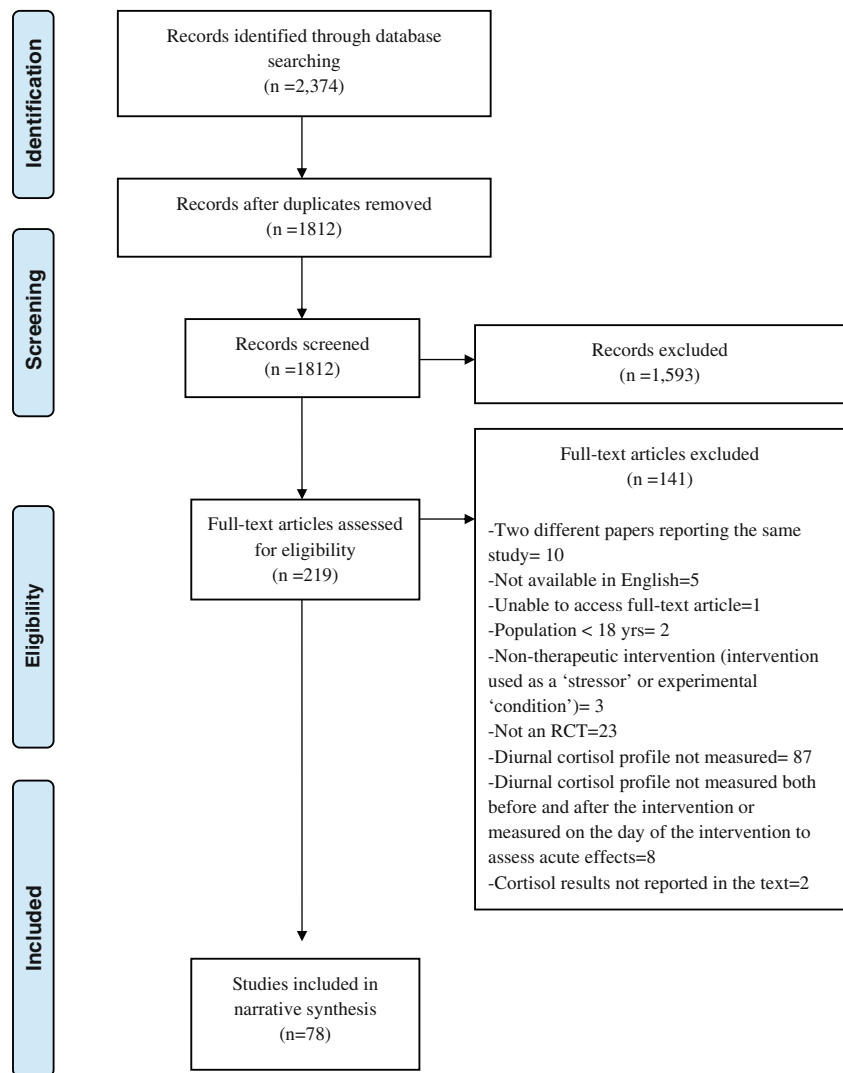 Identification
Records identified through database
searching
(n =2,374)
Records after duplicates removed
(n =1812)
Screening
Records screened
(n =1812)
Records excluded
(n =1,593)
Eligibility
Full-text articles assessed
for eligibility
(n =219)
Full-text articles excluded
(n =141)
-Two different papers reporting the same
study= 10
-Not available in English=5
-Unable to access full-text article=1
-Population < 18 yrs= 2
-Non-therapeutic intervention (intervention
used as a ‘stressor’ or experimental
‘condition’)= 3
-Not an RCT=23
-Diurnal cortisol profile not measured= 87
-Diurnal cortisol profile not measured both
before and after the intervention or
measured on the day of the intervention to
assess acute effects=8
-Cortisol results not reported in the text=2
Included
Studies included in
narrative synthesis
(n=78)